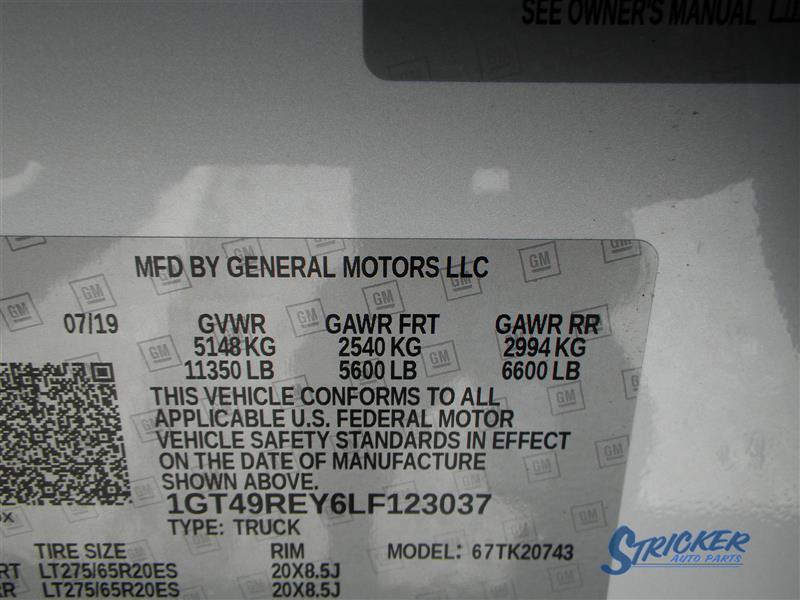 SEE OWNER'S MANUAL
MFD BY GENERAL MOTORS LLC
07/19 GVWR GAWR FRT GAWR RR
5148 KG 2540 KG 2994 KG
11350 LB 5600 LB 6600 LB
THIS VEHICLE CONFORMS TO ALL
APPLICABLE U.S. FEDERAL MOTOR
VEHICLE SAFETY STANDARDS IN EFFECT
ON THE DATE OF MANUFACTURE
SHOWN ABOVE.
1GT49REY6LF123037
TYPE: TRUCK
TIRE SIZE RIM MODEL: 67TK20743
FRT LT275/65R20ES 20X8.5J
RR LT275/65R20ES 20X8.5J
STRICKER
AUTO PARTS